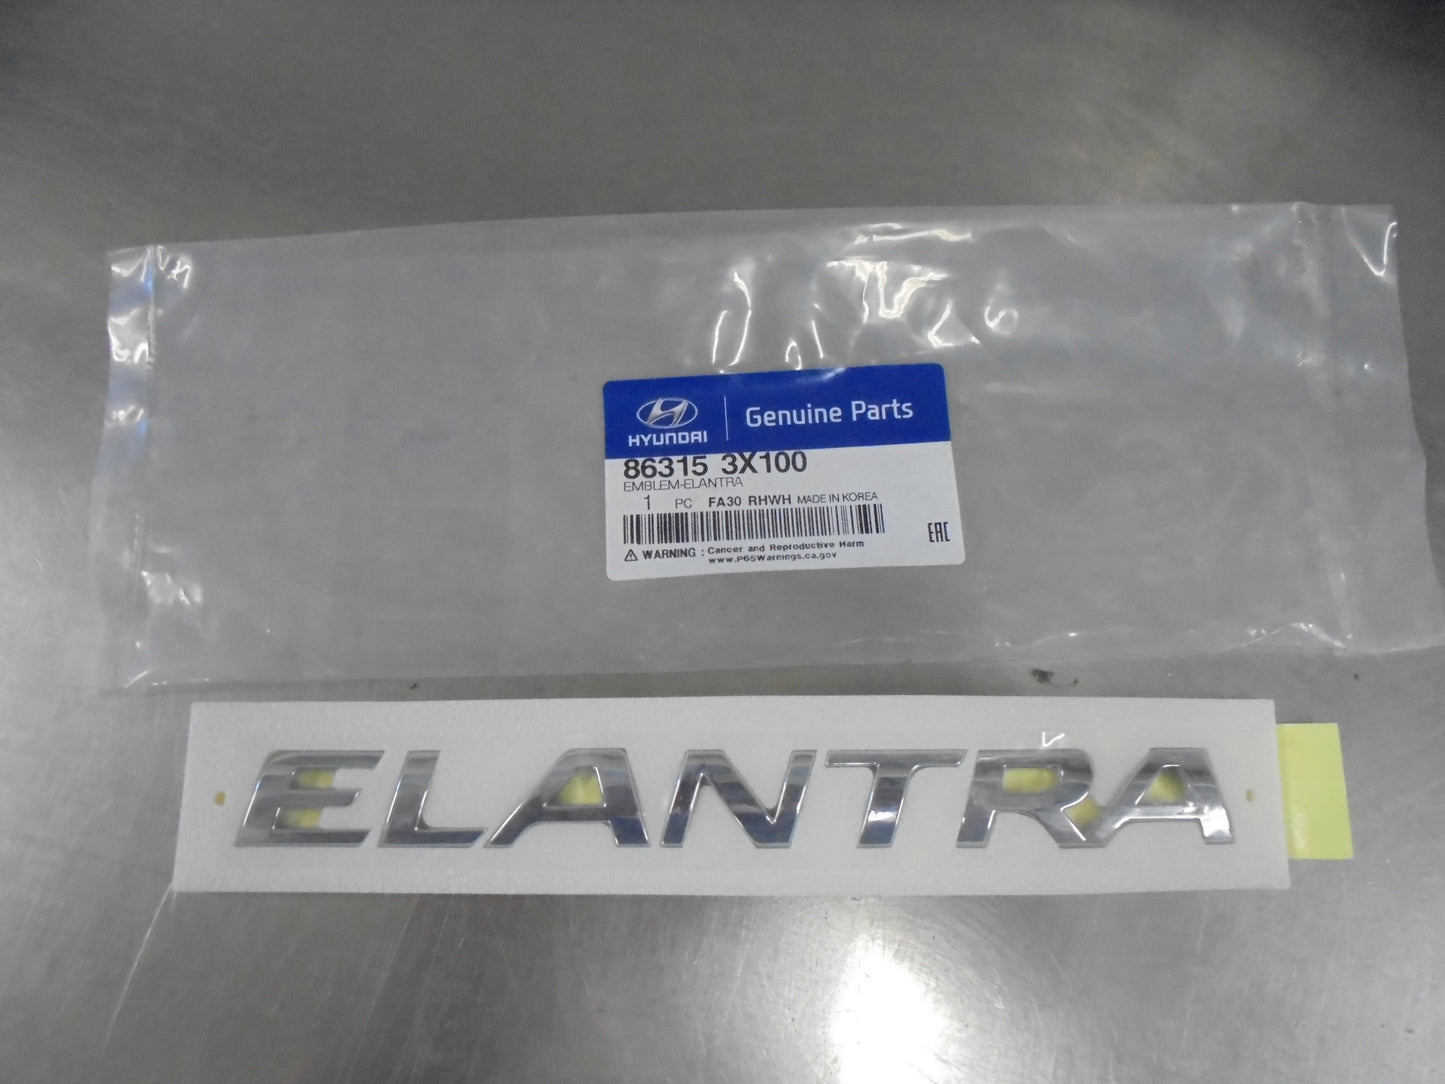 HYUNDAI
Genuine Parts
86315 3X100
EMBLEM-ELANTRA
1 PC FA30 RHWH MADE IN KOREA
EAC
WARNING : Cancer and Reproductive Harm
www.P65Warnings.ca.gov
ELANTRA